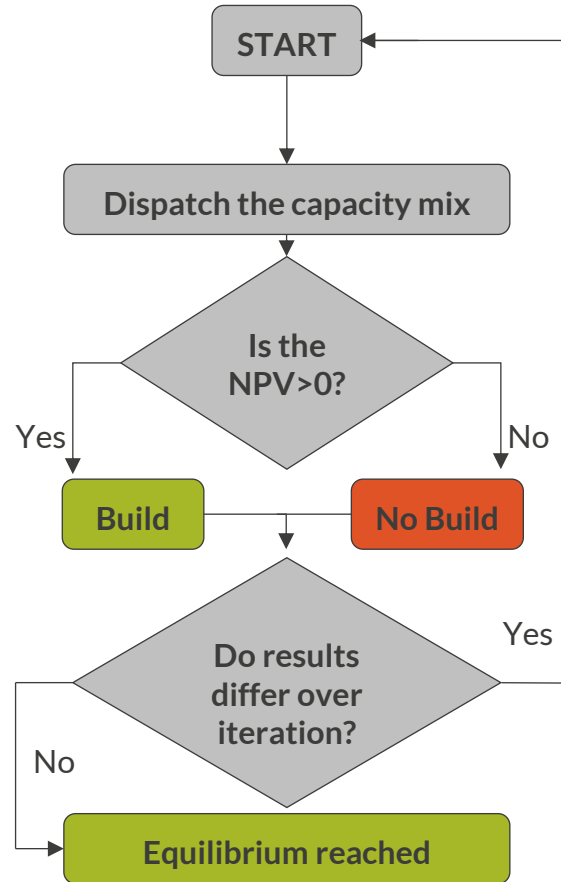 START
Dispatch the capacity mix
Is the
NPV>0?
Yes
No
Build
No Build
Do results
differ over
iteration?
Yes
No
Equilibrium reached